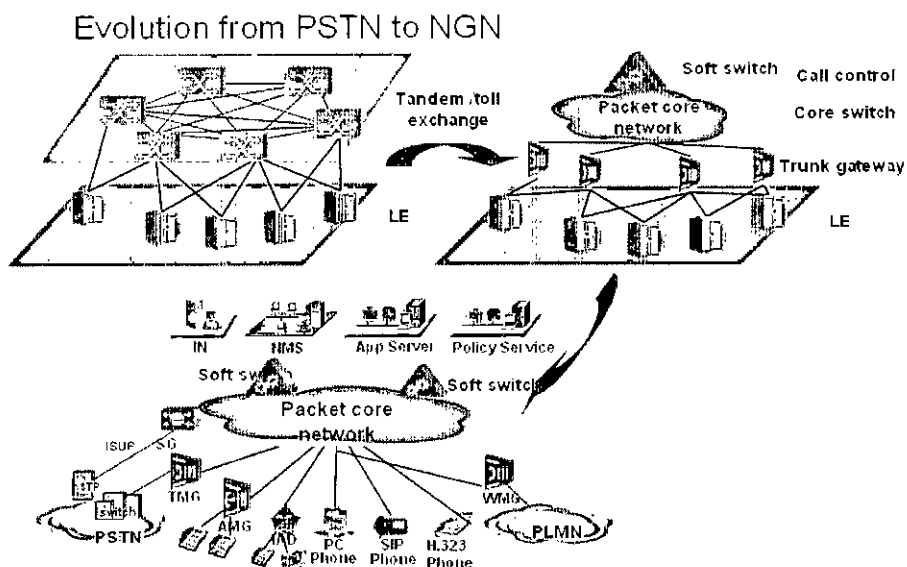 Evolution from PSTN to NGN
Soft switch
Call control
Tandem /toll
exchange
Packet core
network
Core switch
Trunk gateway
LE
LE
IN
NMS
App Server
Policy Service
Soft switch
Soft switch
Packet core
network
ISUP
SG
STP
switch
PSTN
TMG
AMG
IAD
PC
Phone
SIP
Phone
H.323
Phone
WMG
PLMN